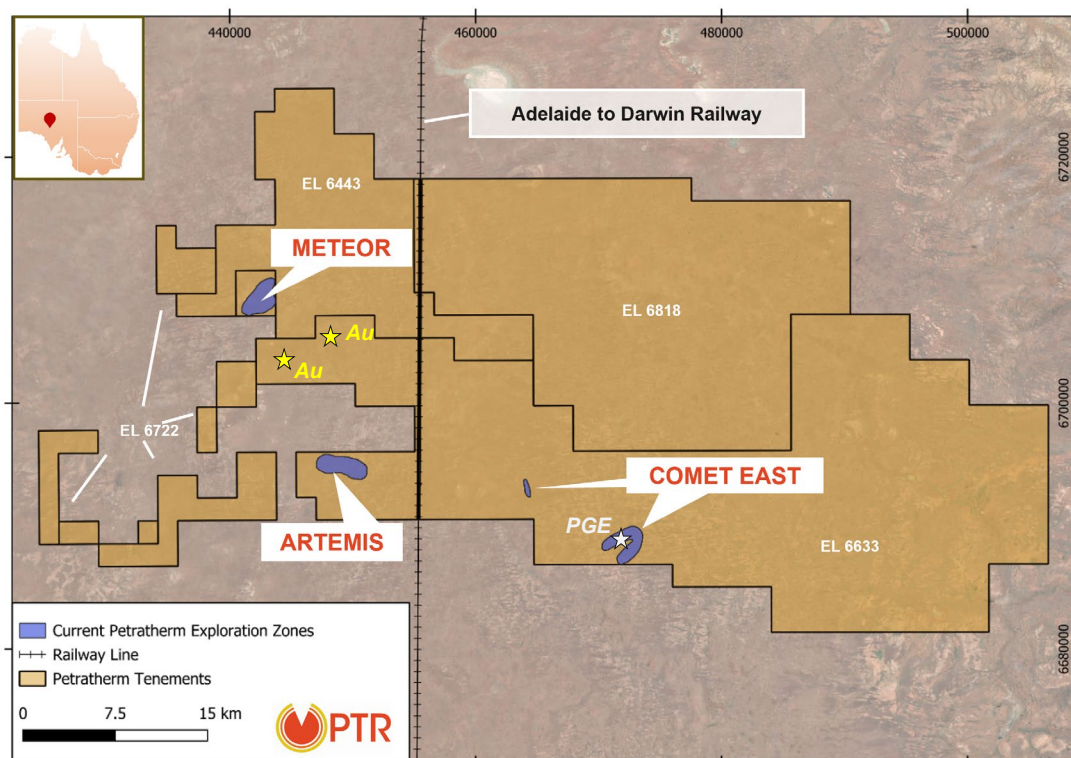 440000
460000
480000
500000
Adelaide to Darwin Railway
6720000
EL 6443
METEOR
EL 6818
Au
Au
6700000
EL 6722
COMET EAST
PGE
ARTEMIS
EL 6633
6680000
Current Petratherm Exploration Zones
Railway Line
Petratherm Tenements
0 7.5 15 km
PTR